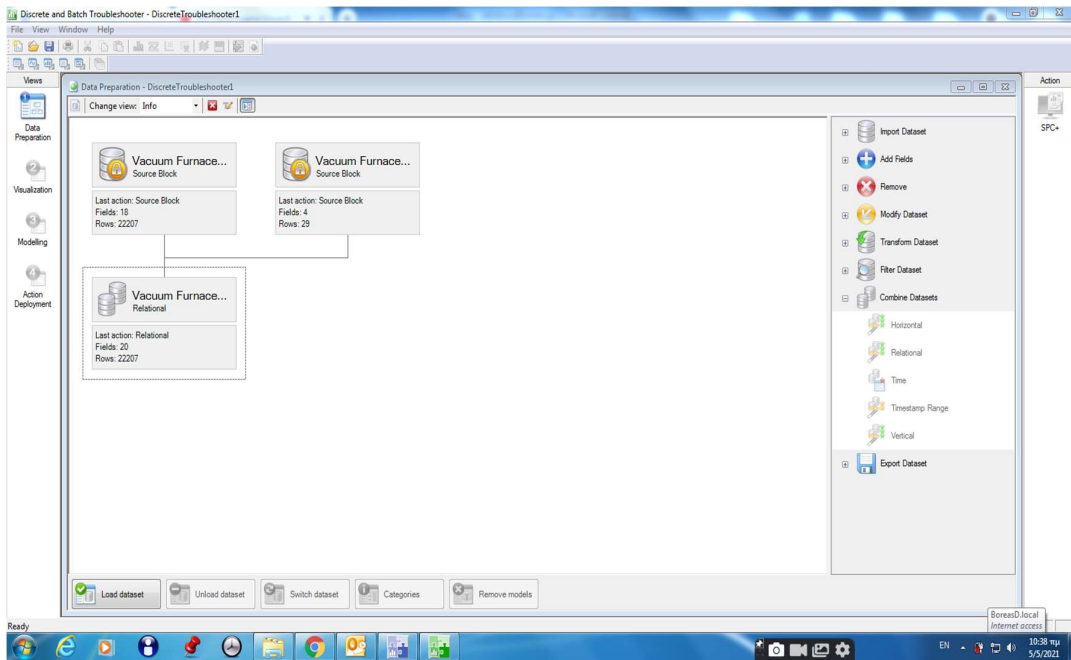 Discrete and Batch Troubleshooter - DiscreteTroubleshooter1
File View Window Help
Views
Data Preparation - DiscreteTroubleshooter1
Action
Change view: Info
Data
Preparation
Visualization
Modelling
Action
Deployment
Vacuum Furnace...
Source Block
Last action: Source Block
Fields: 18
Rows: 22207
Vacuum Furnace...
Source Block
Last action: Source Block
Fields: 4
Rows: 29
Vacuum Furnace...
Relational
Last action: Relational
Fields: 20
Rows: 22207
Import Dataset
Add Fields
Remove
Modify Dataset
Transform Dataset
Filter Dataset
Combine Datasets
Horizontal
Relational
Time
Timestamp Range
Vertical
Export Dataset
SPC+
Load dataset
Unload dataset
Switch dataset
Categories
Remove models
Ready
BoreasD.local
Internet access
EN
10:38 πμ
5/5/2021